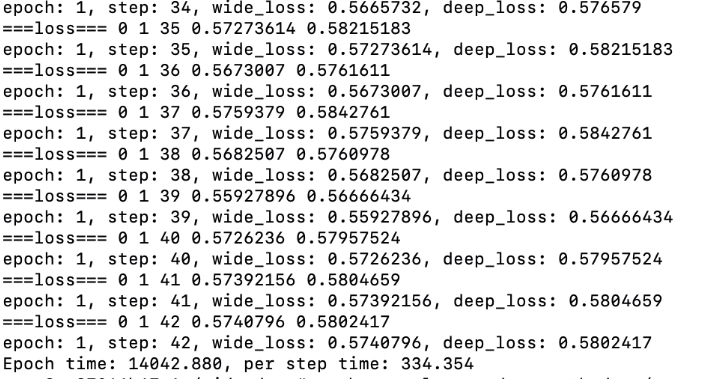 epoch: 1, step: 34, wide_loss: 0.5665732, deep_loss: 0.576579
===loss=== 0 1 35 0.57273614 0.58215183
epoch: 1, step: 35, wide_loss: 0.57273614, deep_loss: 0.58215183
===loss=== 0 1 36 0.5673007 0.5761611
epoch: 1, step: 36, wide_loss: 0.5673007, deep_loss: 0.5761611
===loss=== 0 1 37 0.5759379 0.5842761
epoch: 1, step: 37, wide_loss: 0.5759379, deep_loss: 0.5842761
===loss=== 0 1 38 0.5682507 0.5760978
epoch: 1, step: 38, wide_loss: 0.5682507, deep_loss: 0.5760978
===loss=== 0 1 39 0.55927896 0.56666434
epoch: 1, step: 39, wide_loss: 0.55927896, deep_loss: 0.56666434
===loss=== 0 1 40 0.5726236 0.57957524
epoch: 1, step: 40, wide_loss: 0.5726236, deep_loss: 0.57957524
===loss=== 0 1 41 0.57392156 0.5804659
epoch: 1, step: 41, wide_loss: 0.57392156, deep_loss: 0.5804659
===loss=== 0 1 42 0.5740796 0.5802417
epoch: 1, step: 42, wide_loss: 0.5740796, deep_loss: 0.5802417
Epoch time: 14042.880, per step time: 334.354